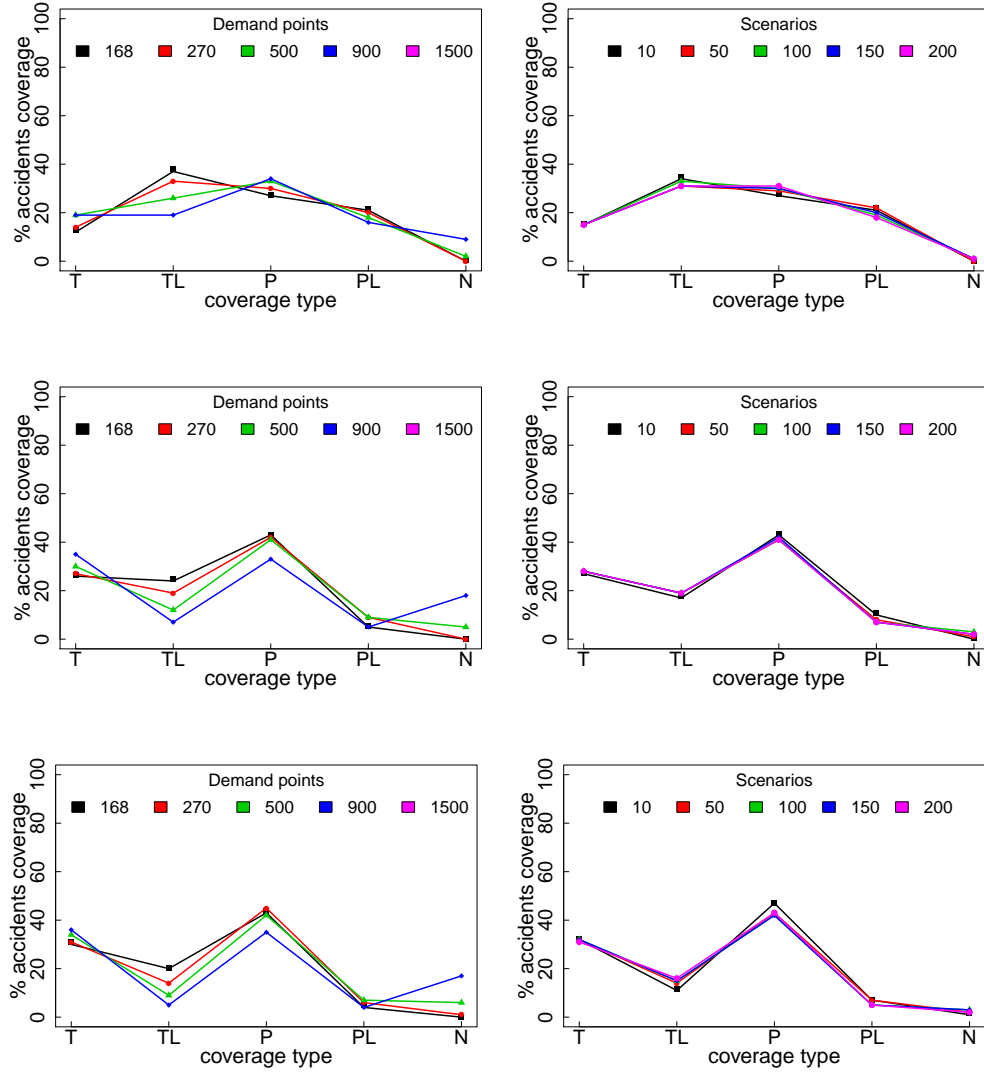 Demand points
168 270 500 900 1500
% accidents coverage
0 20 40 60 80 100
T TL P PL N
coverage type
Scenarios
10 50 100 150 200
% accidents coverage
0 20 40 60 80 100
T TL P PL N
coverage type
Demand points
168 270 500 900 1500
% accidents coverage
0 20 40 60 80 100
T TL P PL N
coverage type
Scenarios
10 50 100 150 200
% accidents coverage
0 20 40 60 80 100
T TL P PL N
coverage type
Demand points
168 270 500 900 1500
% accidents coverage
0 20 40 60 80 100
T TL P PL N
coverage type
Scenarios
10 50 100 150 200
% accidents coverage
0 20 40 60 80 100
T TL P PL N
coverage type